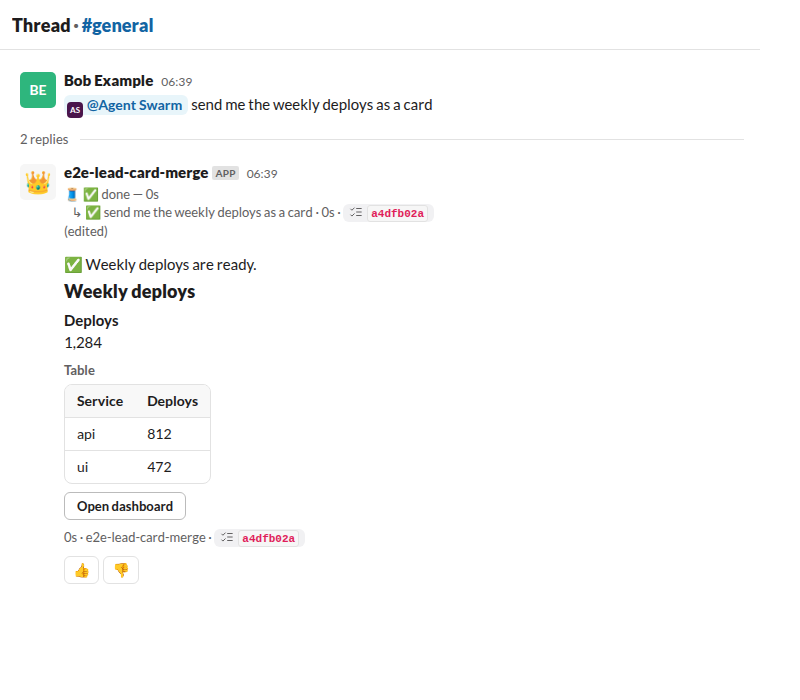 Thread · #general
BE
Bob Example 06:39
AS @Agent Swarm send me the weekly deploys as a card
2 replies
e2e-lead-card-merge APP 06:39
🧵 ✅ done — 0s
↳ ✅ send me the weekly deploys as a card · 0s · a4dfb02a
(edited)
✅ Weekly deploys are ready.
Weekly deploys
Deploys
1,284
Table
Service Deploys
api 812
ui 472
Open dashboard
0s · e2e-lead-card-merge · a4dfb02a
👍 👎